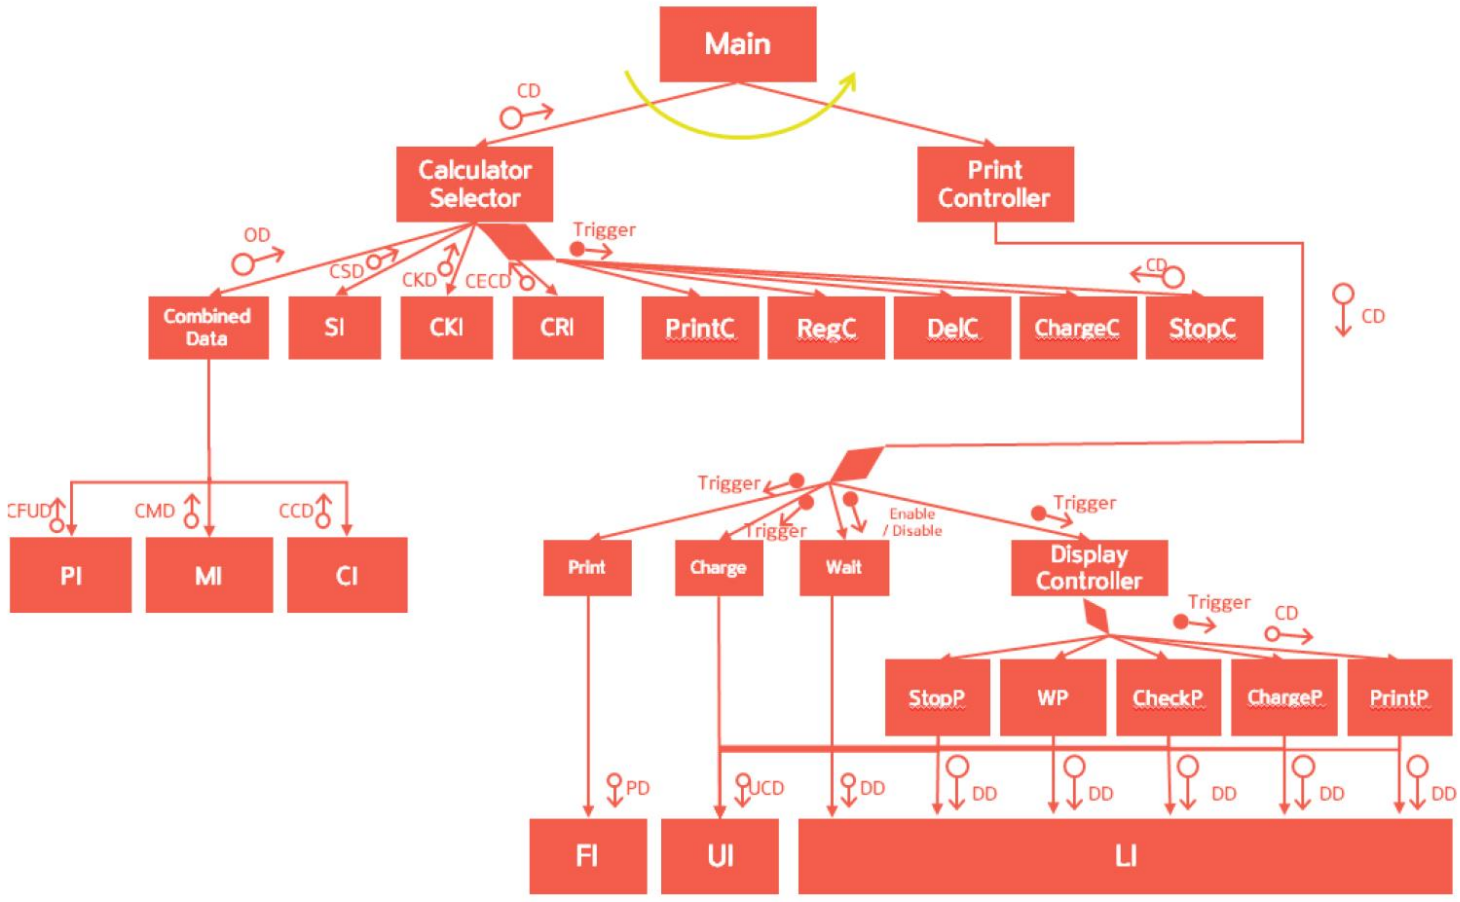 Main
CD
Calculator
Selector
Print
Controller
OD
CSD
CKD
CECD
Trigger
CD
CD
Combined
Data
SI
CKI
CRI
PrintC
RegC
DelC
ChargeC
StopC
CFUD
CMD
CCD
PI
MI
CI
Trigger
Trigger
Enable
/ Disable
Trigger
Print
Charge
Wait
Display
Controller
Trigger
CD
StopP
WP
CheckP
ChargeP
PrintP
PD
UCD
DD
DD
DD
DD
DD
DD
FI
UI
LI